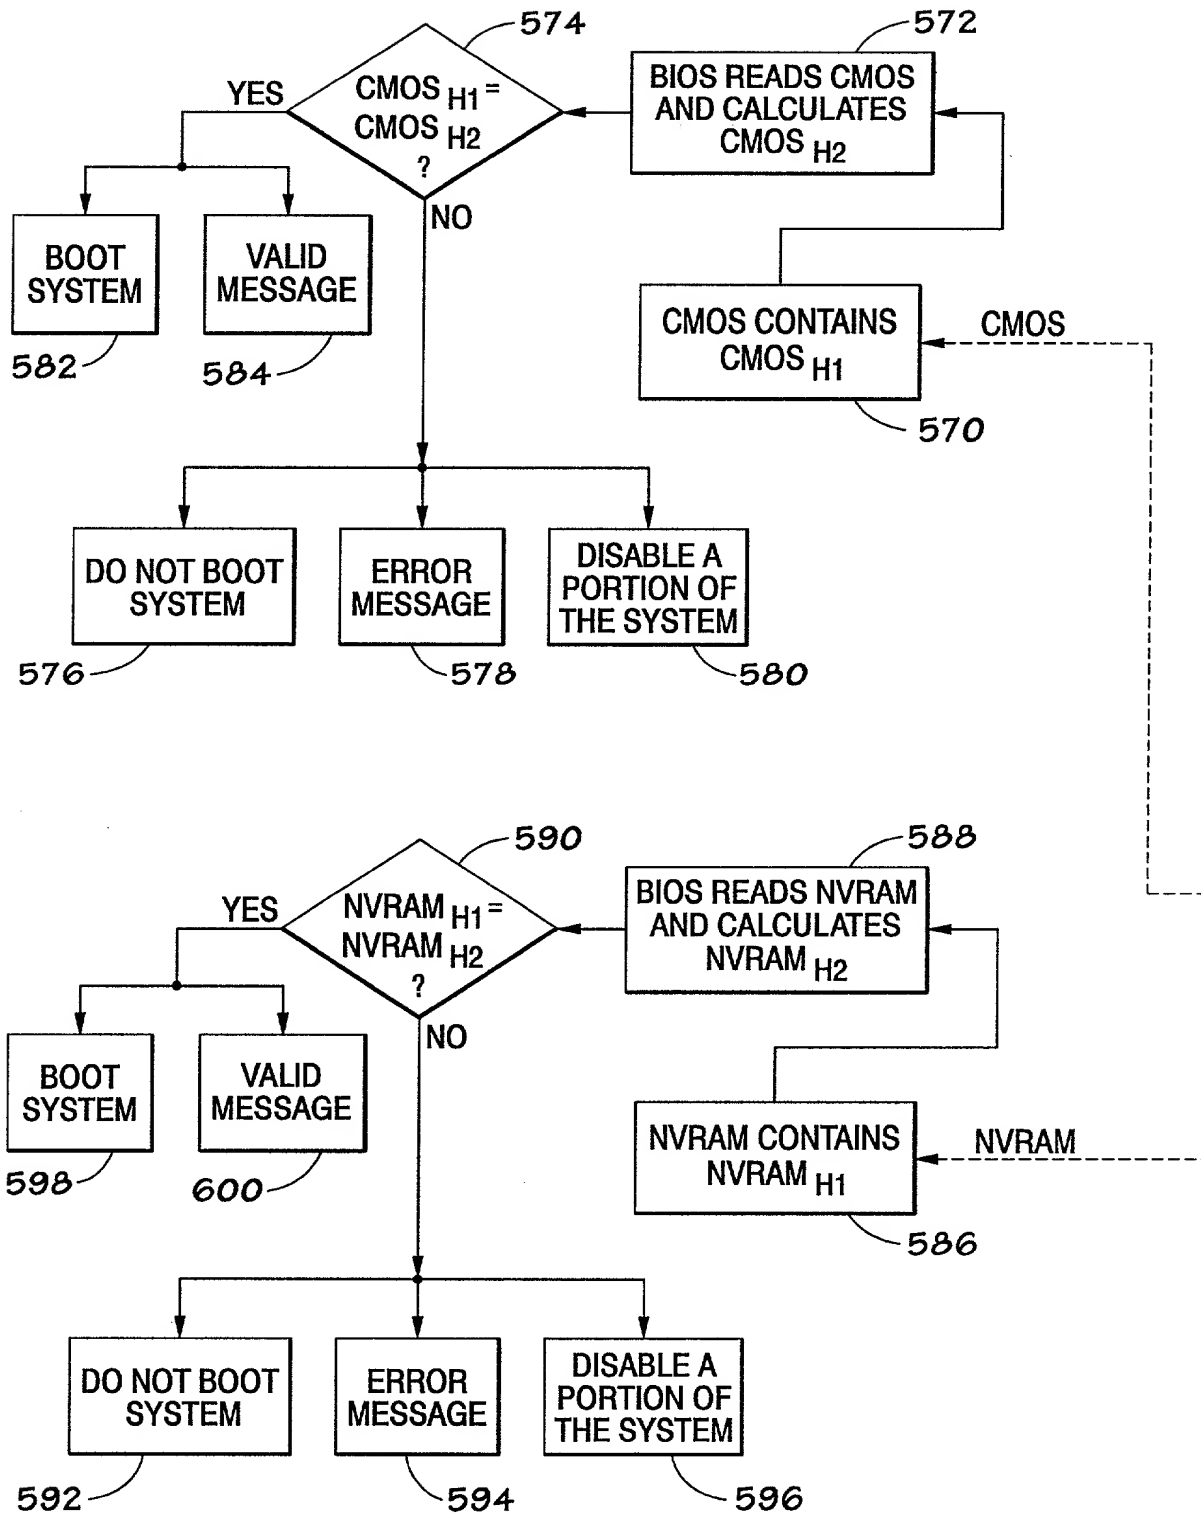 574
572
YES
CMOS H1 =
CMOS H2
?
NO
BIOS READS CMOS
AND CALCULATES
CMOS H2
BOOT
SYSTEM
582
VALID
MESSAGE
584
CMOS CONTAINS
CMOS H1
570
CMOS
DO NOT BOOT
SYSTEM
576
ERROR
MESSAGE
578
DISABLE A
PORTION OF
THE SYSTEM
580
590
588
YES
NVRAM H1 =
NVRAM H2
?
NO
BIOS READS NVRAM
AND CALCULATES
NVRAM H2
BOOT
SYSTEM
598
VALID
MESSAGE
600
NVRAM CONTAINS
NVRAM H1
586
NVRAM
DO NOT BOOT
SYSTEM
592
ERROR
MESSAGE
594
DISABLE A
PORTION OF
THE SYSTEM
596